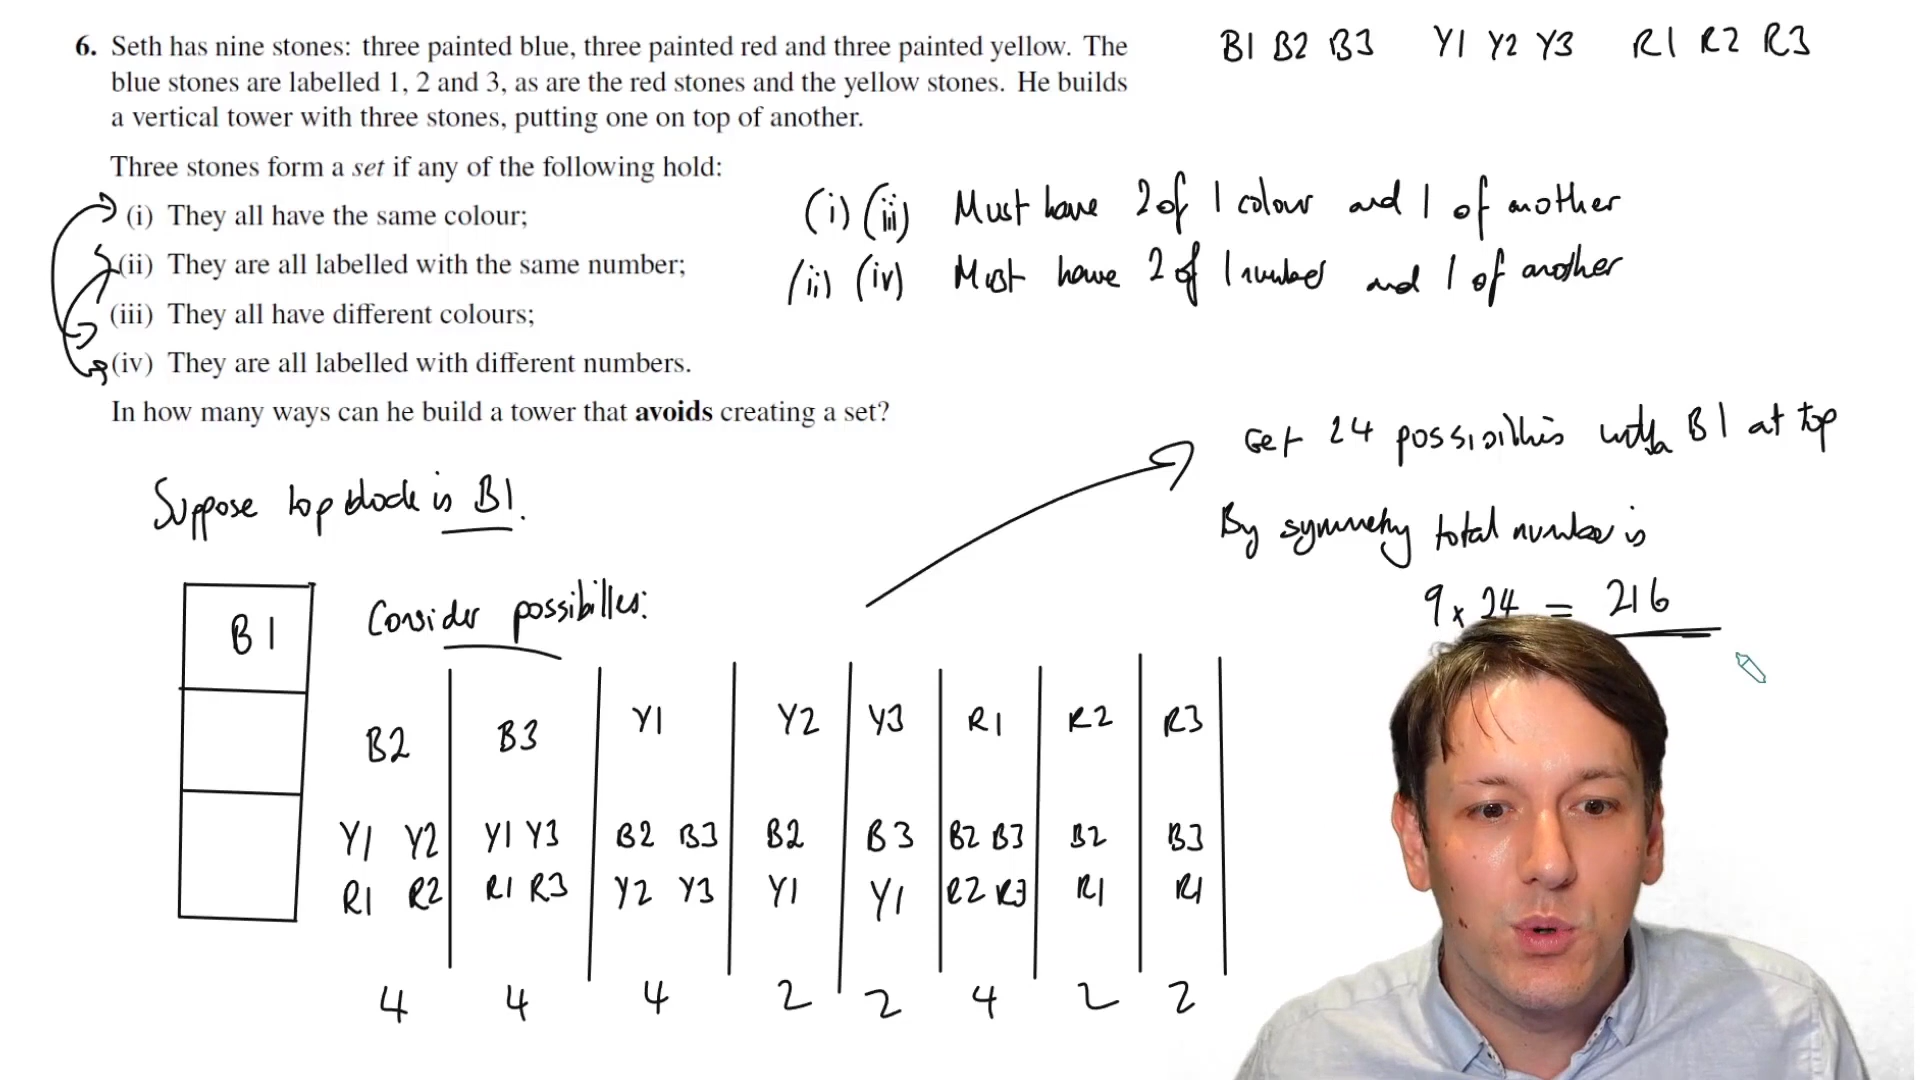 6. Seth has nine stones: three painted blue, three painted red and three painted yellow. The
blue stones are labelled 1, 2 and 3, as are the red stones and the yellow stones. He builds
a vertical tower with three stones, putting one on top of another.
Three stones form a set if any of the following hold:
(i) They all have the same colour;
(ii) They are all labelled with the same number;
(iii) They all have different colours;
(iv) They are all labelled with different numbers.
In how many ways can he build a tower that avoids creating a set?
B1 B2 B3 Y1 Y2 Y3 R1 R2 R3
(i) (iii) Must have 2 of 1 colour and 1 of another
(ii) (iv) Must have 2 of 1 number and 1 of another
Suppose top block is B1.
B1
Consider possibilites:
B2 B3 Y1 Y2 Y3 R1 R2 R3
Y1 Y2 Y1 Y3 B2 B3 B2 B3 B2 B3 B2 B3
R1 R2 R1 R3 Y2 Y3 Y1 Y1 R2 R3 R1 R1
4 4 4 2 2 4 2 2
Get 24 possibilities with B1 at top
By symmetry total number is
9 x 24 = 216